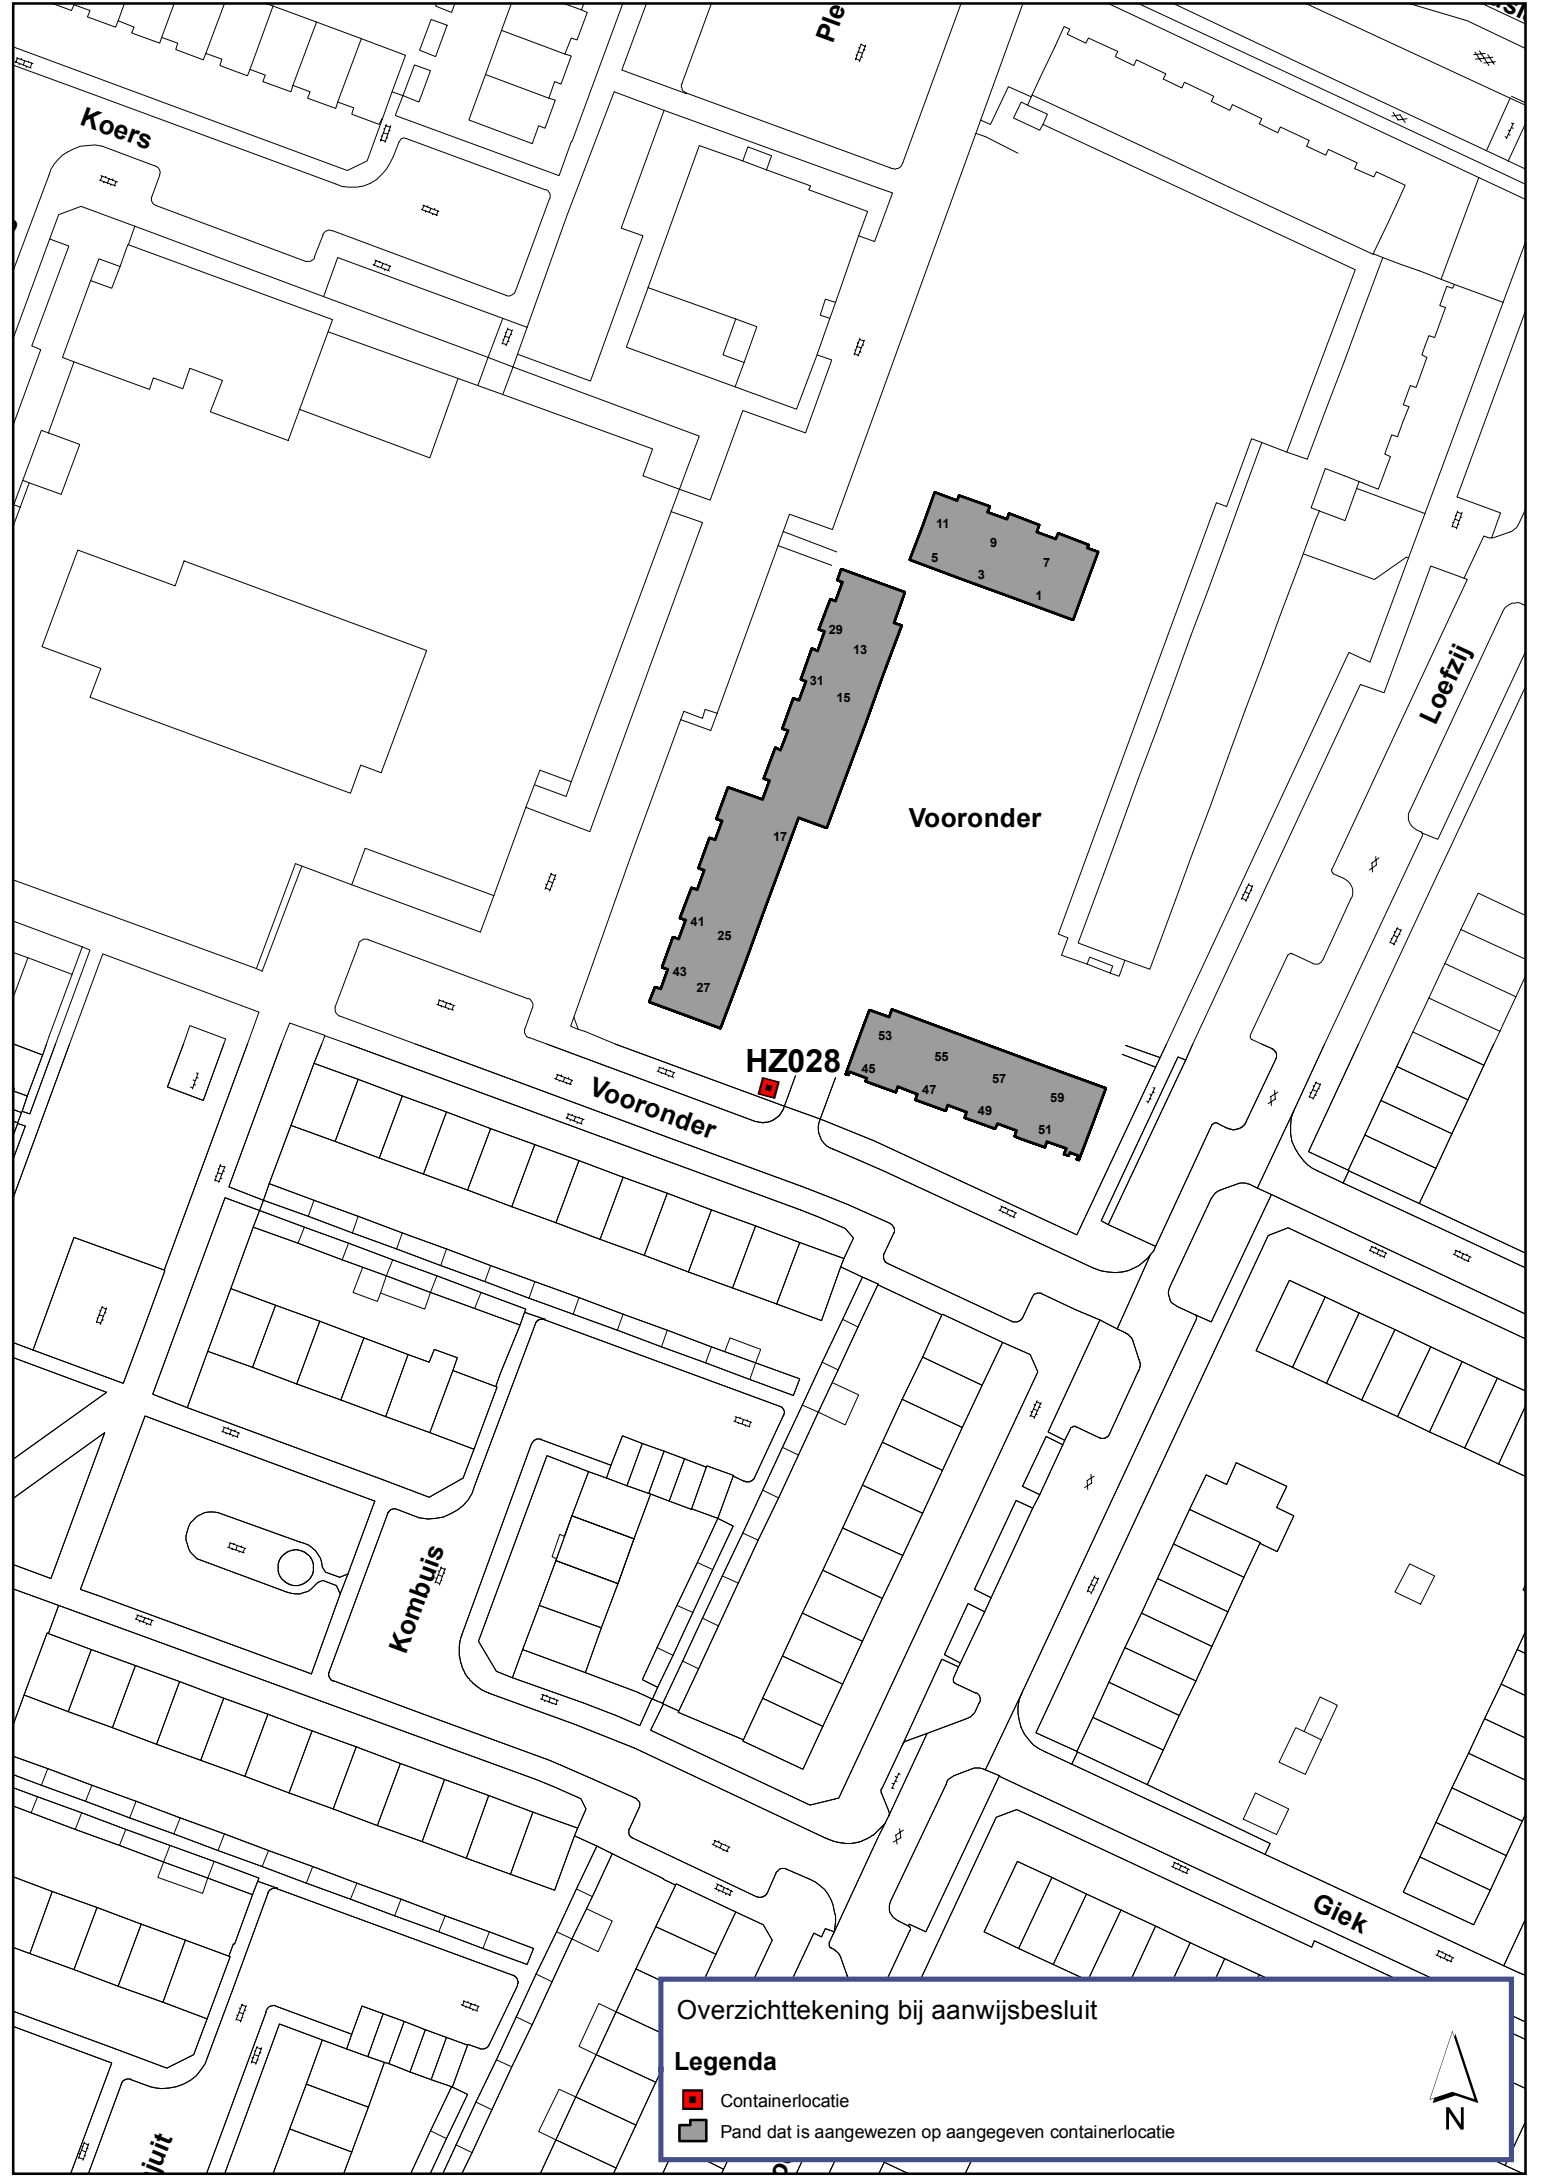 Ple
Koers
11
9
7
5
3
1
29
13
31
15
Loefzij
Vooronder
17
41
25
43
27
53
HZ028
55
45
57
47
59
49
51
Vooronder
Kombuis
Giek
juit
Overzichttekening bij aanwijsbesluit
Legenda
Containerlocatie
Pand dat is aangewezen op aangegeven containerlocatie
N